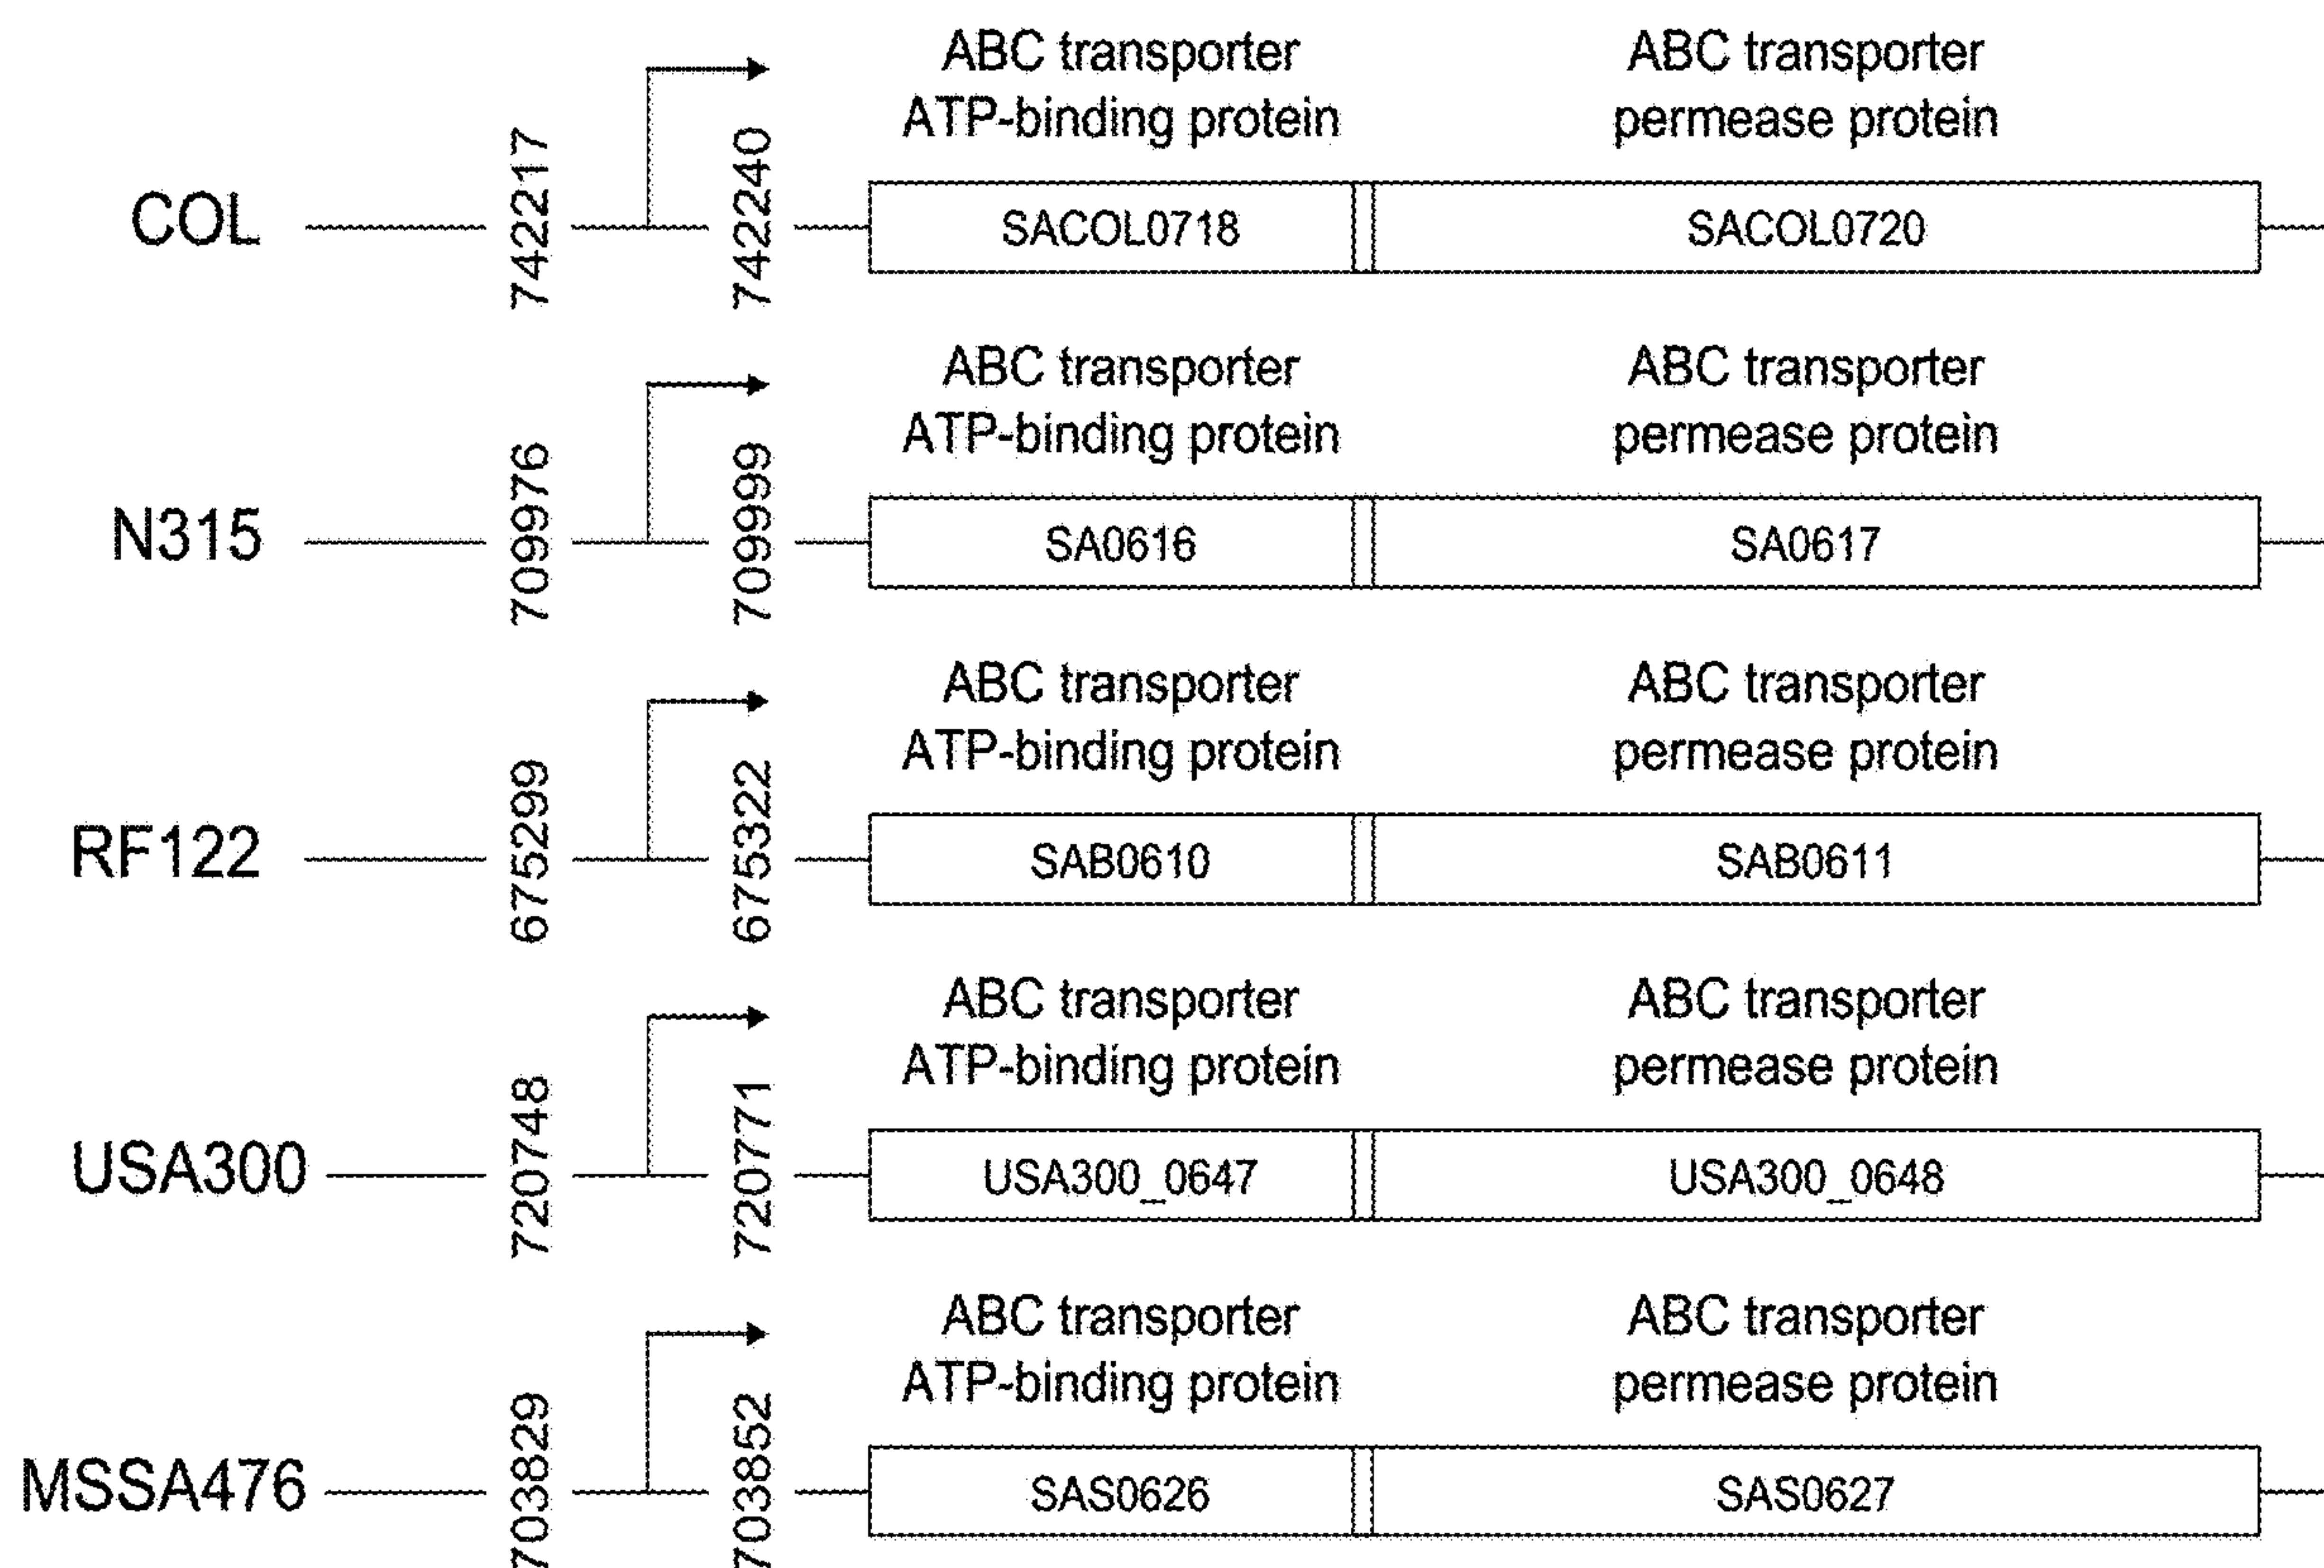 ABC transporter ABC transporter
ATP-binding protein permease protein
COL 742217 742240 SACOL0718 SACOL0720
ABC transporter ABC transporter
ATP-binding protein permease protein
N315 709976 709999 SA0616 SA0617
ABC transporter ABC transporter
ATP-binding protein permease protein
RF122 675299 675322 SAB0610 SAB0611
ABC transporter ABC transporter
ATP-binding protein permease protein
USA300 720748 720771 USA300_0647 USA300_0648
ABC transporter ABC transporter
ATP-binding protein permease protein
MSSA476 703829 703852 SAS0626 SAS0627